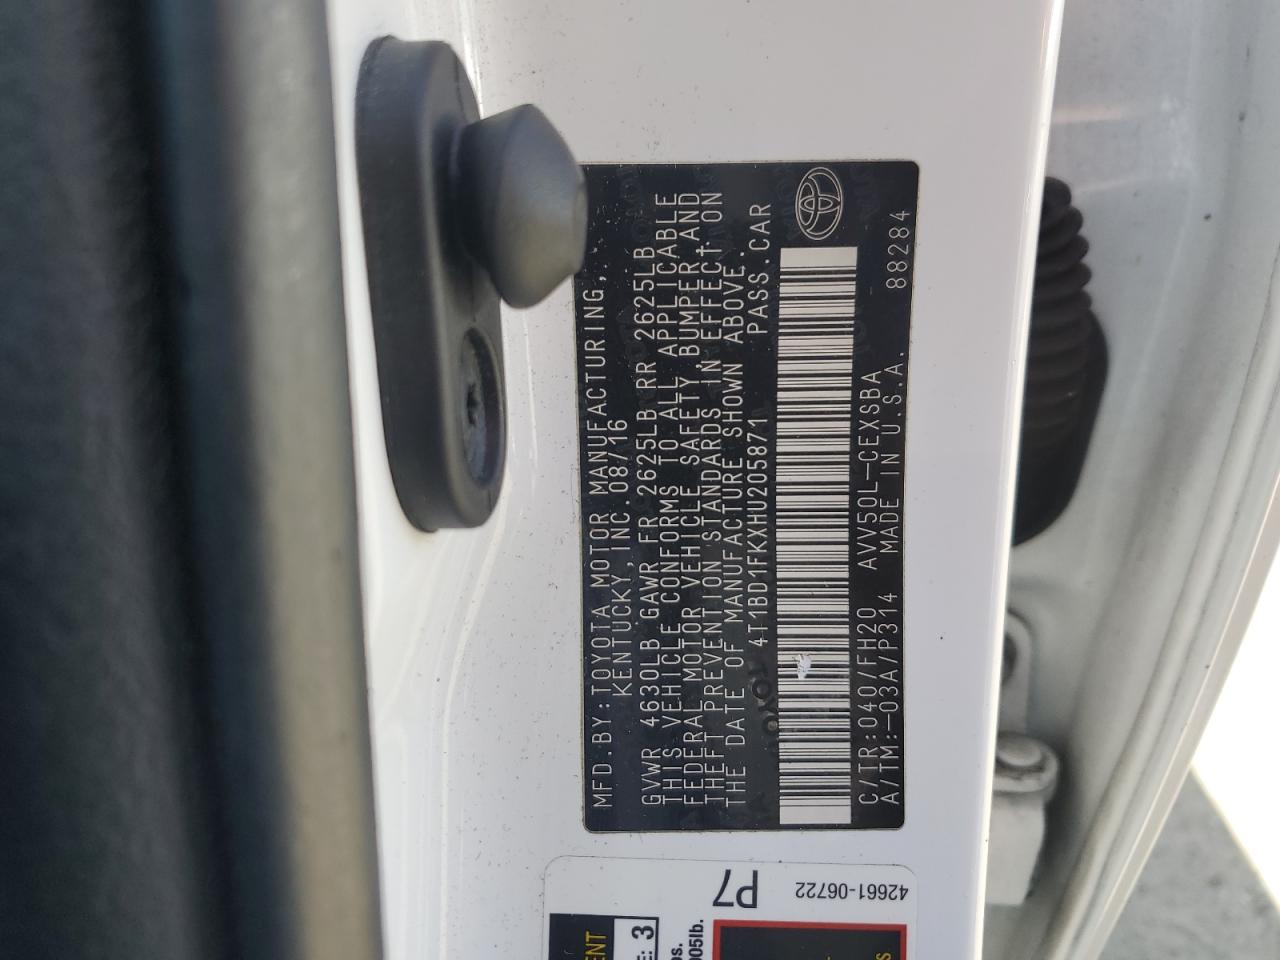 MFD.BY:TOYOTA MOTOR MANUFACTURING,
KENTUCKY,INC.08/16
GVWR 4630LB GAWR FR 2625LB RR 2625LB
THIS VEHICLE CONFORMS TO ALL APPLICABLE
FEDERAL MOTOR VEHICLE SAFETY,BUMPER,AND
THEFT PREVENTION STANDARDS IN EFFECT ON
THE DATE OF MANUFACTURE SHOWN ABOVE.
4T1BD1FKXHU205871 PASS.CAR
C/TR:040/FH20 AVV50L-CEXSBA
A/TM:-03A/P314 MADE IN U.S.A. 88284
P7
42661-06722
3